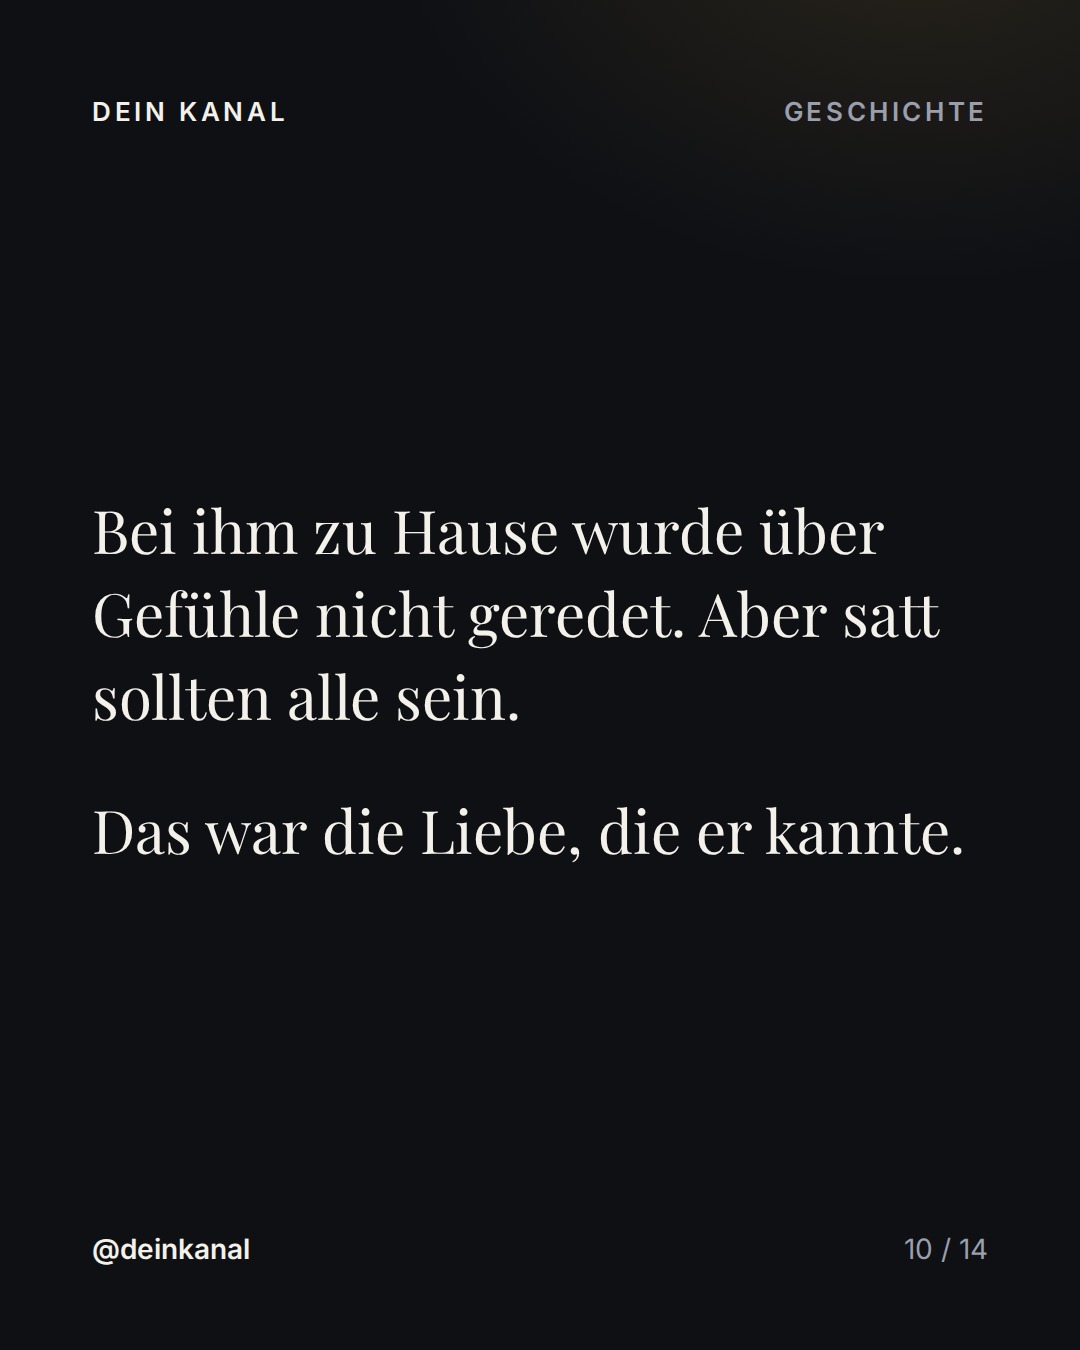 DEIN KANAL
GESCHICHTE
Bei ihm zu Hause wurde über
Gefühle nicht geredet. Aber satt
sollten alle sein.
Das war die Liebe, die er kannte.
@deinkanal
10 / 14